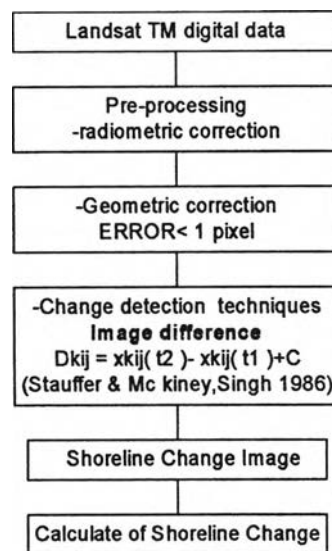 Landsat TM digital data
Pre-processing
-radiometric correction
-Geometric correction
ERROR< 1 pixel
-Change detection techniques
Image difference
Dkij = xkij( t2 )- xkij( t1 )+C
(Stauffer & Mc kiney,Singh 1986)
Shoreline Change Image
Calculate of Shoreline Change